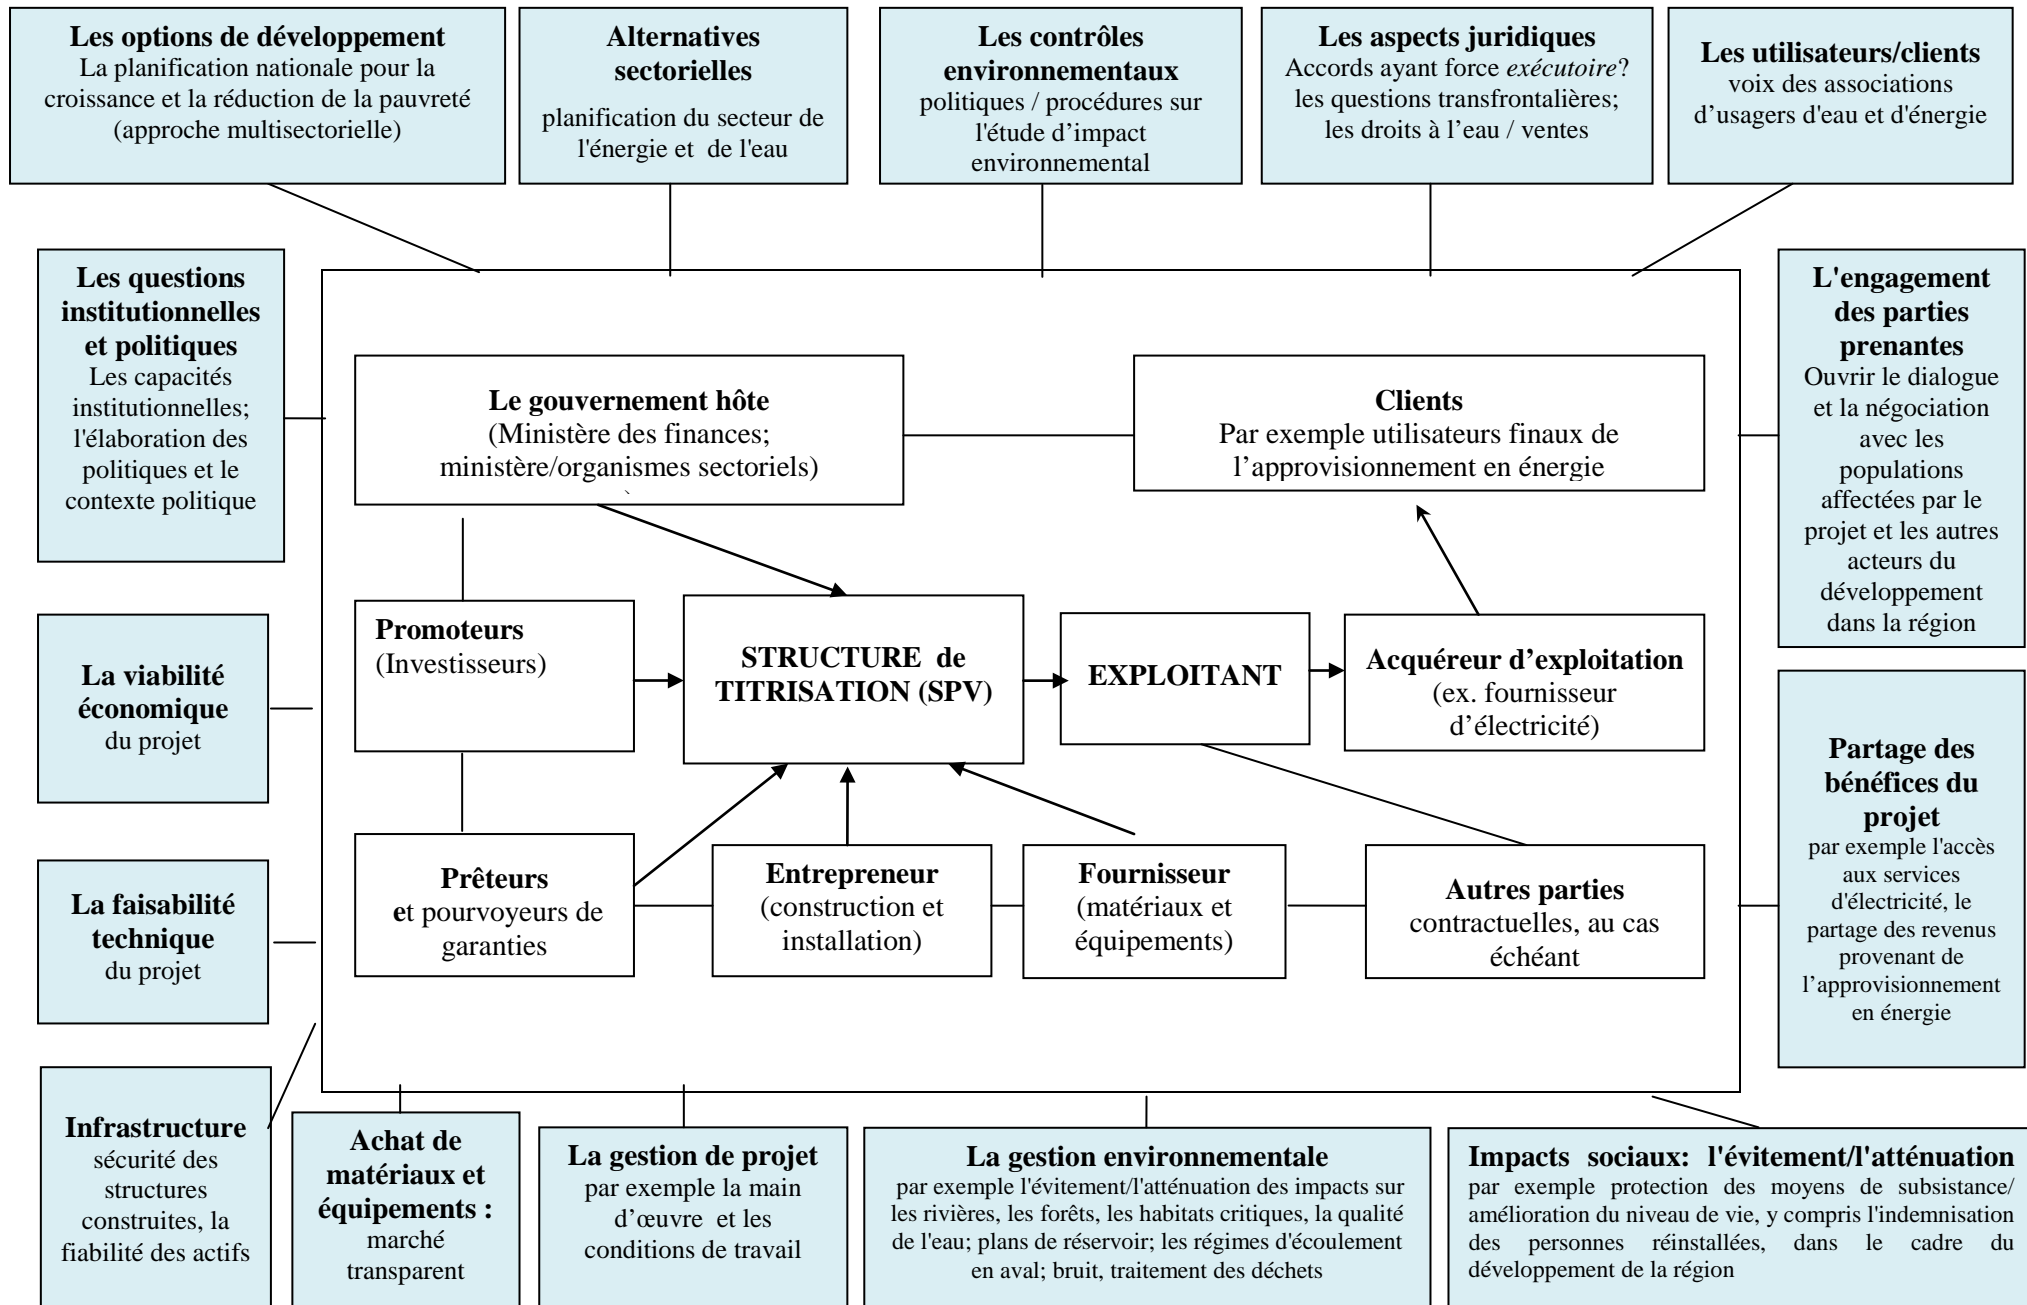 Les options de développement
La planification nationale pour la
croissance et la réduction de la pauvreté
(approche multisectorielle)
Alternatives
sectorielles
planification du secteur de
l'énergie et de l'eau
Les contrôles
environnementaux
politiques / procédures sur
l'étude d’impact
environnemental
Les aspects juridiques
Accords ayant force exécutoire?
les questions transfrontalières;
les droits à l’eau / ventes
Les utilisateurs/clients
voix des associations
d’usagers d'eau et d'énergie
Les questions
institutionnelles
et politiques
Les capacités
institutionnelles;
l'élaboration des
politiques et le
contexte politique
Le gouvernement hôte
(Ministère des finances;
ministère/organismes sectoriels)
Clients
Par exemple utilisateurs finaux de
l’approvisionnement en énergie
L'engagement
des parties
prenantes
Ouvrir le dialogue
et la négociation
avec les
populations
affectées par le
projet et les autres
acteurs du
développement
dans la région
La viabilité
économique
du projet
Promoteurs
(Investisseurs)
STRUCTURE de
TITRISATION (SPV)
EXPLOITANT
Acquéreur d’exploitation
(ex. fournisseur
d’électricité)
Partage des
bénéfices du
projet
par exemple l'accès
aux services
d'électricité, le
partage des revenus
provenant de
l’approvisionnement
en énergie
La faisabilité
technique
du projet
Prêteurs
et pourvoyeurs de
garanties
Entrepreneur
(construction et
installation)
Fournisseur
(matériaux et
équipements)
Autres parties
contractuelles, au cas
échéant
Infrastructure
sécurité des
structures
construites, la
fiabilité des actifs
Achat de
matériaux et
équipements :
marché
transparent
La gestion de projet
par exemple la main
d’œuvre et les
conditions de travail
La gestion environnementale
par exemple l'évitement/l'atténuation des impacts sur
les rivières, les forêts, les habitats critiques, la qualité
de l'eau; plans de réservoir; les régimes d'écoulement
en aval; bruit, traitement des déchets
Impacts sociaux: l'évitement/l'atténuation
par exemple protection des moyens de subsistance/
amélioration du niveau de vie, y compris l'indemnisation
des personnes réinstallées, dans le cadre du
développement de la région